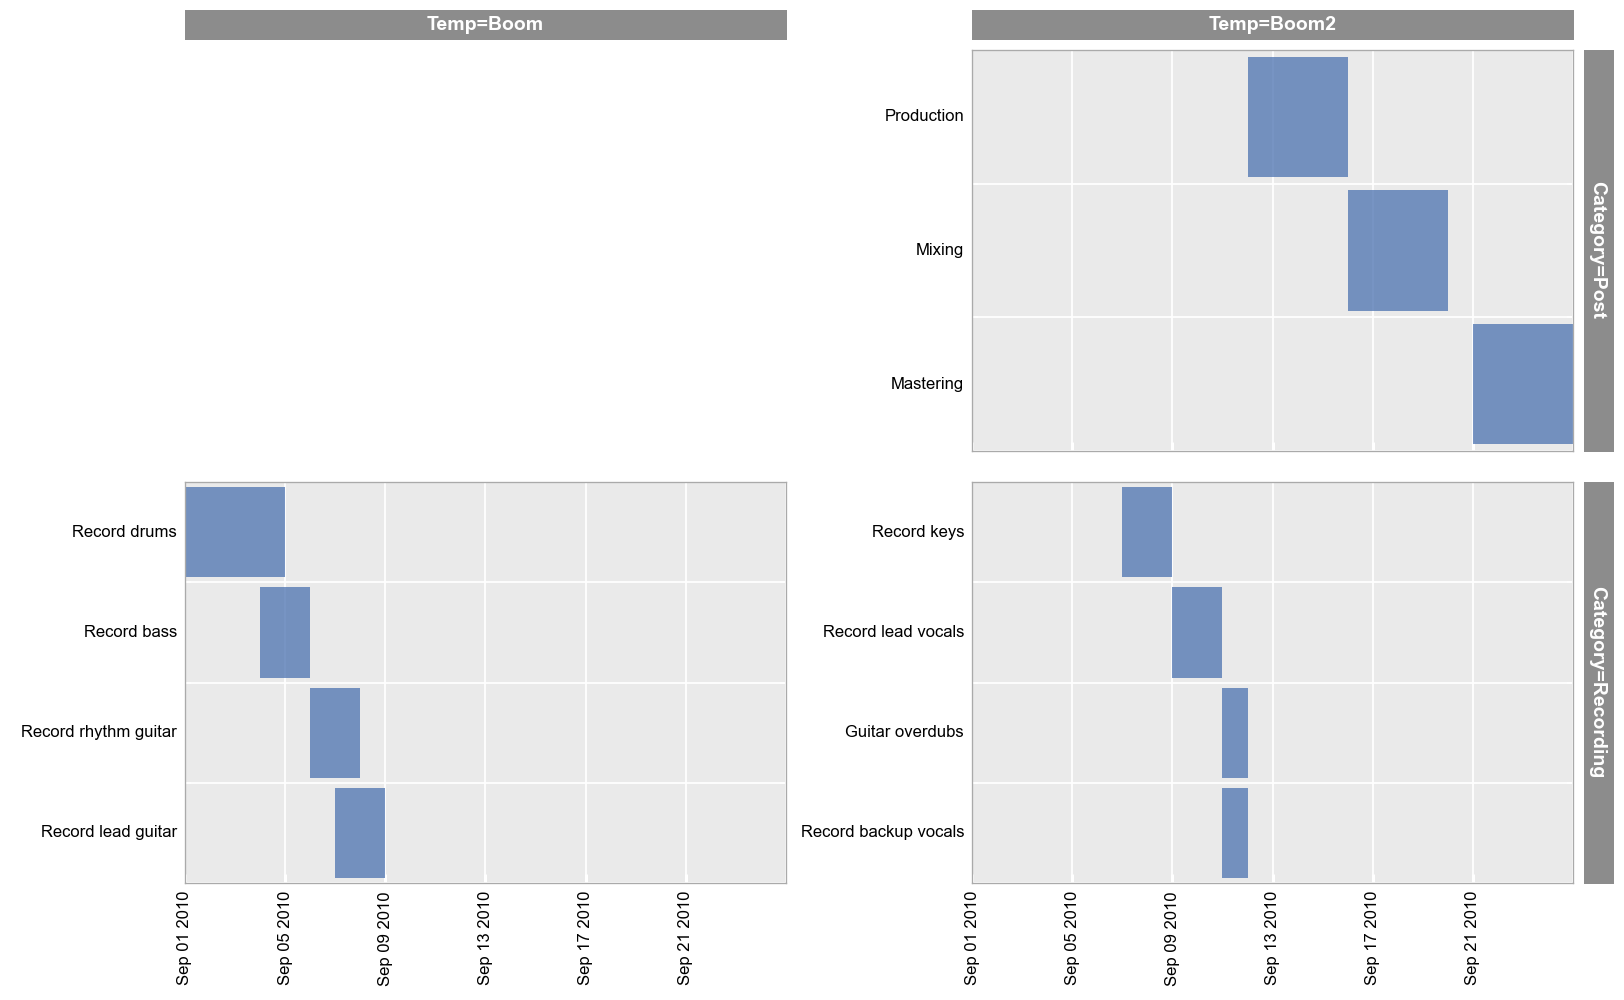 Temp=Boom
Temp=Boom2
Production
Mixing
Mastering
Category=Post
Record drums
Record bass
Record rhythm guitar
Record lead guitar
Record keys
Record lead vocals
Guitar overdubs
Record backup vocals
Category=Recording
Sep 01 2010
Sep 05 2010
Sep 09 2010
Sep 13 2010
Sep 17 2010
Sep 21 2010
Sep 01 2010
Sep 05 2010
Sep 09 2010
Sep 13 2010
Sep 17 2010
Sep 21 2010